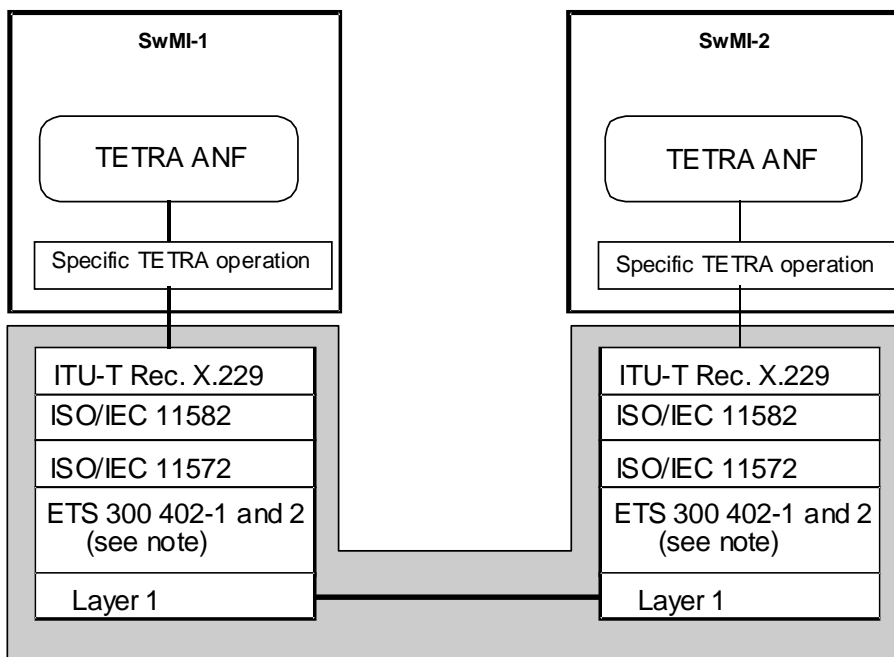 SwMI-1
TETRA ANF
Specific TETRA operation
ITU-T Rec. X.229
ISO/IEC 11582
ISO/IEC 11572
ETS 300 402-1 and 2
(see note)
Layer 1
SwMI-2
TETRA ANF
Specific TETRA operation
ITU-T Rec. X.229
ISO/IEC 11582
ISO/IEC 11572
ETS 300 402-1 and 2
(see note)
Layer 1